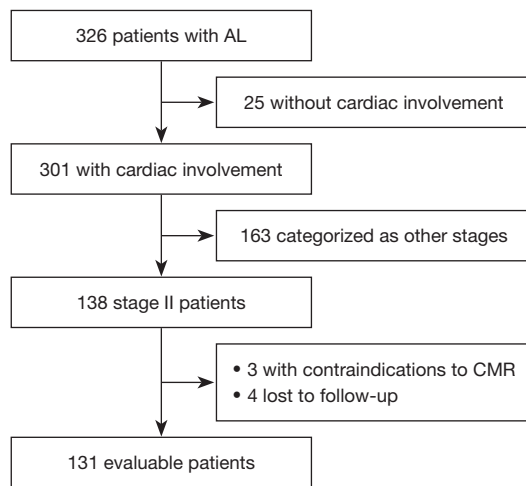 326 patients with AL
25 without cardiac involvement
301 with cardiac involvement
163 categorized as other stages
138 stage II patients
• 3 with contraindications to CMR
• 4 lost to follow-up
131 evaluable patients